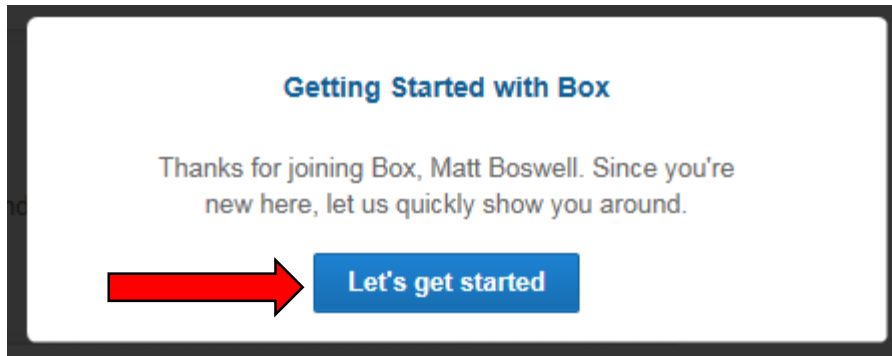 Getting Started with Box
Thanks for joining Box, Matt Boswell. Since you're
new here, let us quickly show you around.
Let's get started